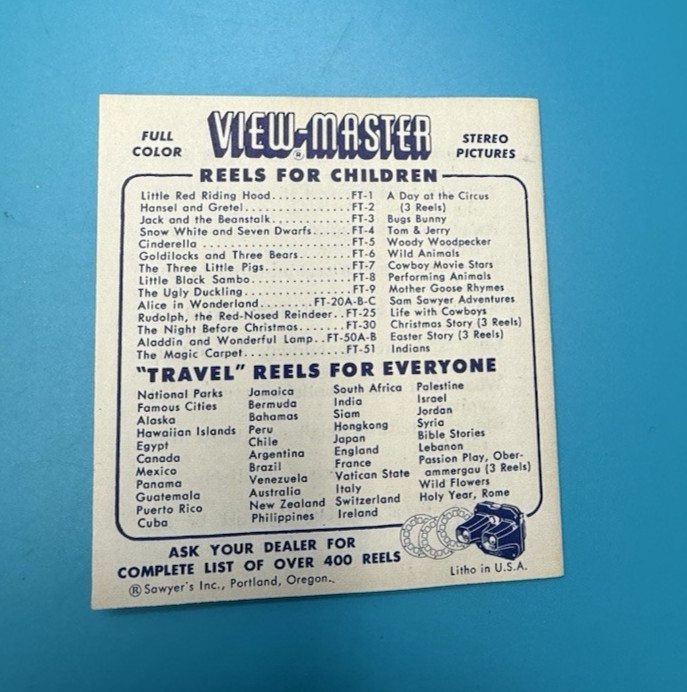 FULL COLOR
VIEW-MASTER
®
STEREO PICTURES
REELS FOR CHILDREN
Little Red Riding Hood............FT-1
Hansel and Gretel................FT-2
Jack and the Beanstalk............FT-3
Snow White and Seven Dwarfs......FT-4
Cinderella ......................FT-5
Goldilocks and Three Bears........FT-6
The Three Little Pigs.............FT-7
Little Black Sambo...............FT-8
The Ugly Duckling................FT-9
Alice in Wonderland........FT-20A-B-C
Rudolph, the Red-Nosed Reindeer..FT-25
The Night Before Christmas.......FT-30
Aladdin and Wonderful Lamp..FT-50A-B
The Magic Carpet................FT-51
A Day at the Circus
(3 Reels)
Bugs Bunny
Tom & Jerry
Woody Woodpecker
Wild Animals
Cowboy Movie Stars
Performing Animals
Mother Goose Rhymes
Sam Sawyer Adventures
Life with Cowboys
Christmas Story (3 Reels)
Easter Story (3 Reels)
Indians
"TRAVEL" REELS FOR EVERYONE
National Parks
Famous Cities
Alaska
Hawaiian Islands
Egypt
Canada
Mexico
Panama
Guatemala
Puerto Rico
Cuba
Jamaica
Bermuda
Bahamas
Peru
Chile
Argentina
Brazil
Venezuela
Australia
New Zealand
Philippines
South Africa
India
Siam
Hongkong
Japan
England
France
Vatican State
Italy
Switzerland
Ireland
Palestine
Israel
Jordan
Syria
Bible Stories
Lebanon
Passion Play, Ober-
ammergau (3 Reels)
Wild Flowers
Holy Year, Rome
ASK YOUR DEALER FOR
COMPLETE LIST OF OVER 400 REELS
® Sawyer's Inc., Portland, Oregon.
Litho in U.S.A.